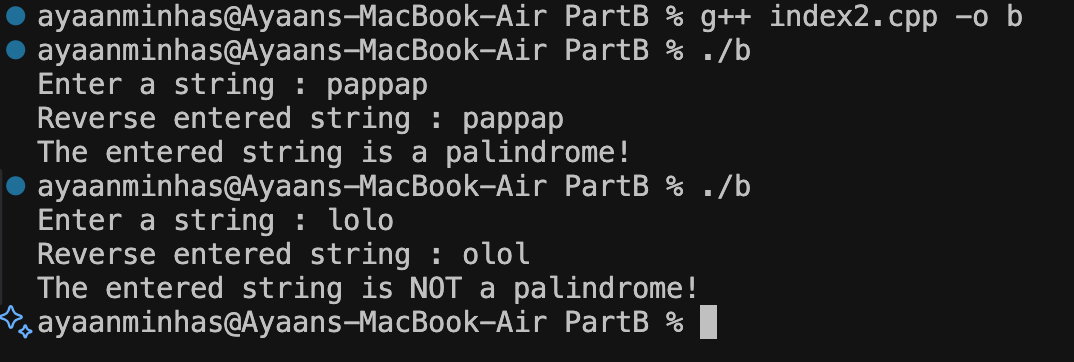 ayaanminhas@Ayaans-MacBook-Air PartB % g++ index2.cpp -o b
ayaanminhas@Ayaans-MacBook-Air PartB % ./b
Enter a string : pappap
Reverse entered string : pappap
The entered string is a palindrome!
ayaanminhas@Ayaans-MacBook-Air PartB % ./b
Enter a string : lolo
Reverse entered string : olol
The entered string is NOT a palindrome!
ayaanminhas@Ayaans-MacBook-Air PartB %